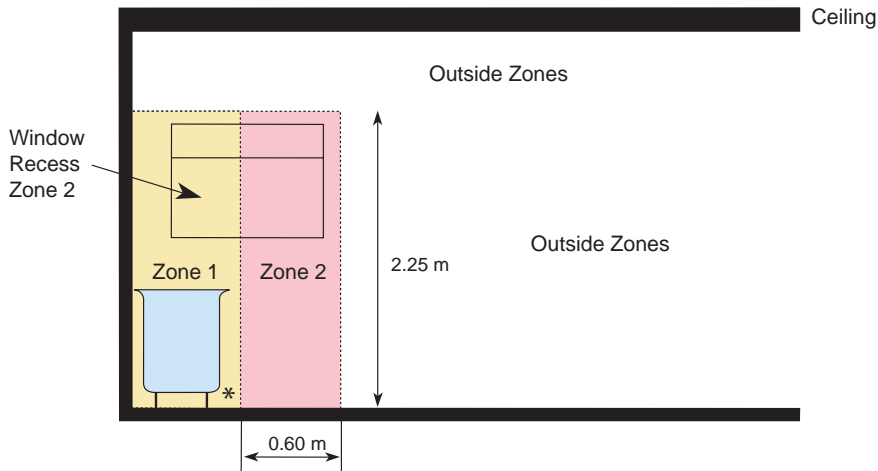 Ceiling
Outside Zones
Window
Recess
Zone 2
Outside Zones
2.25 m
Zone 1
Zone 2
*
0.60 m